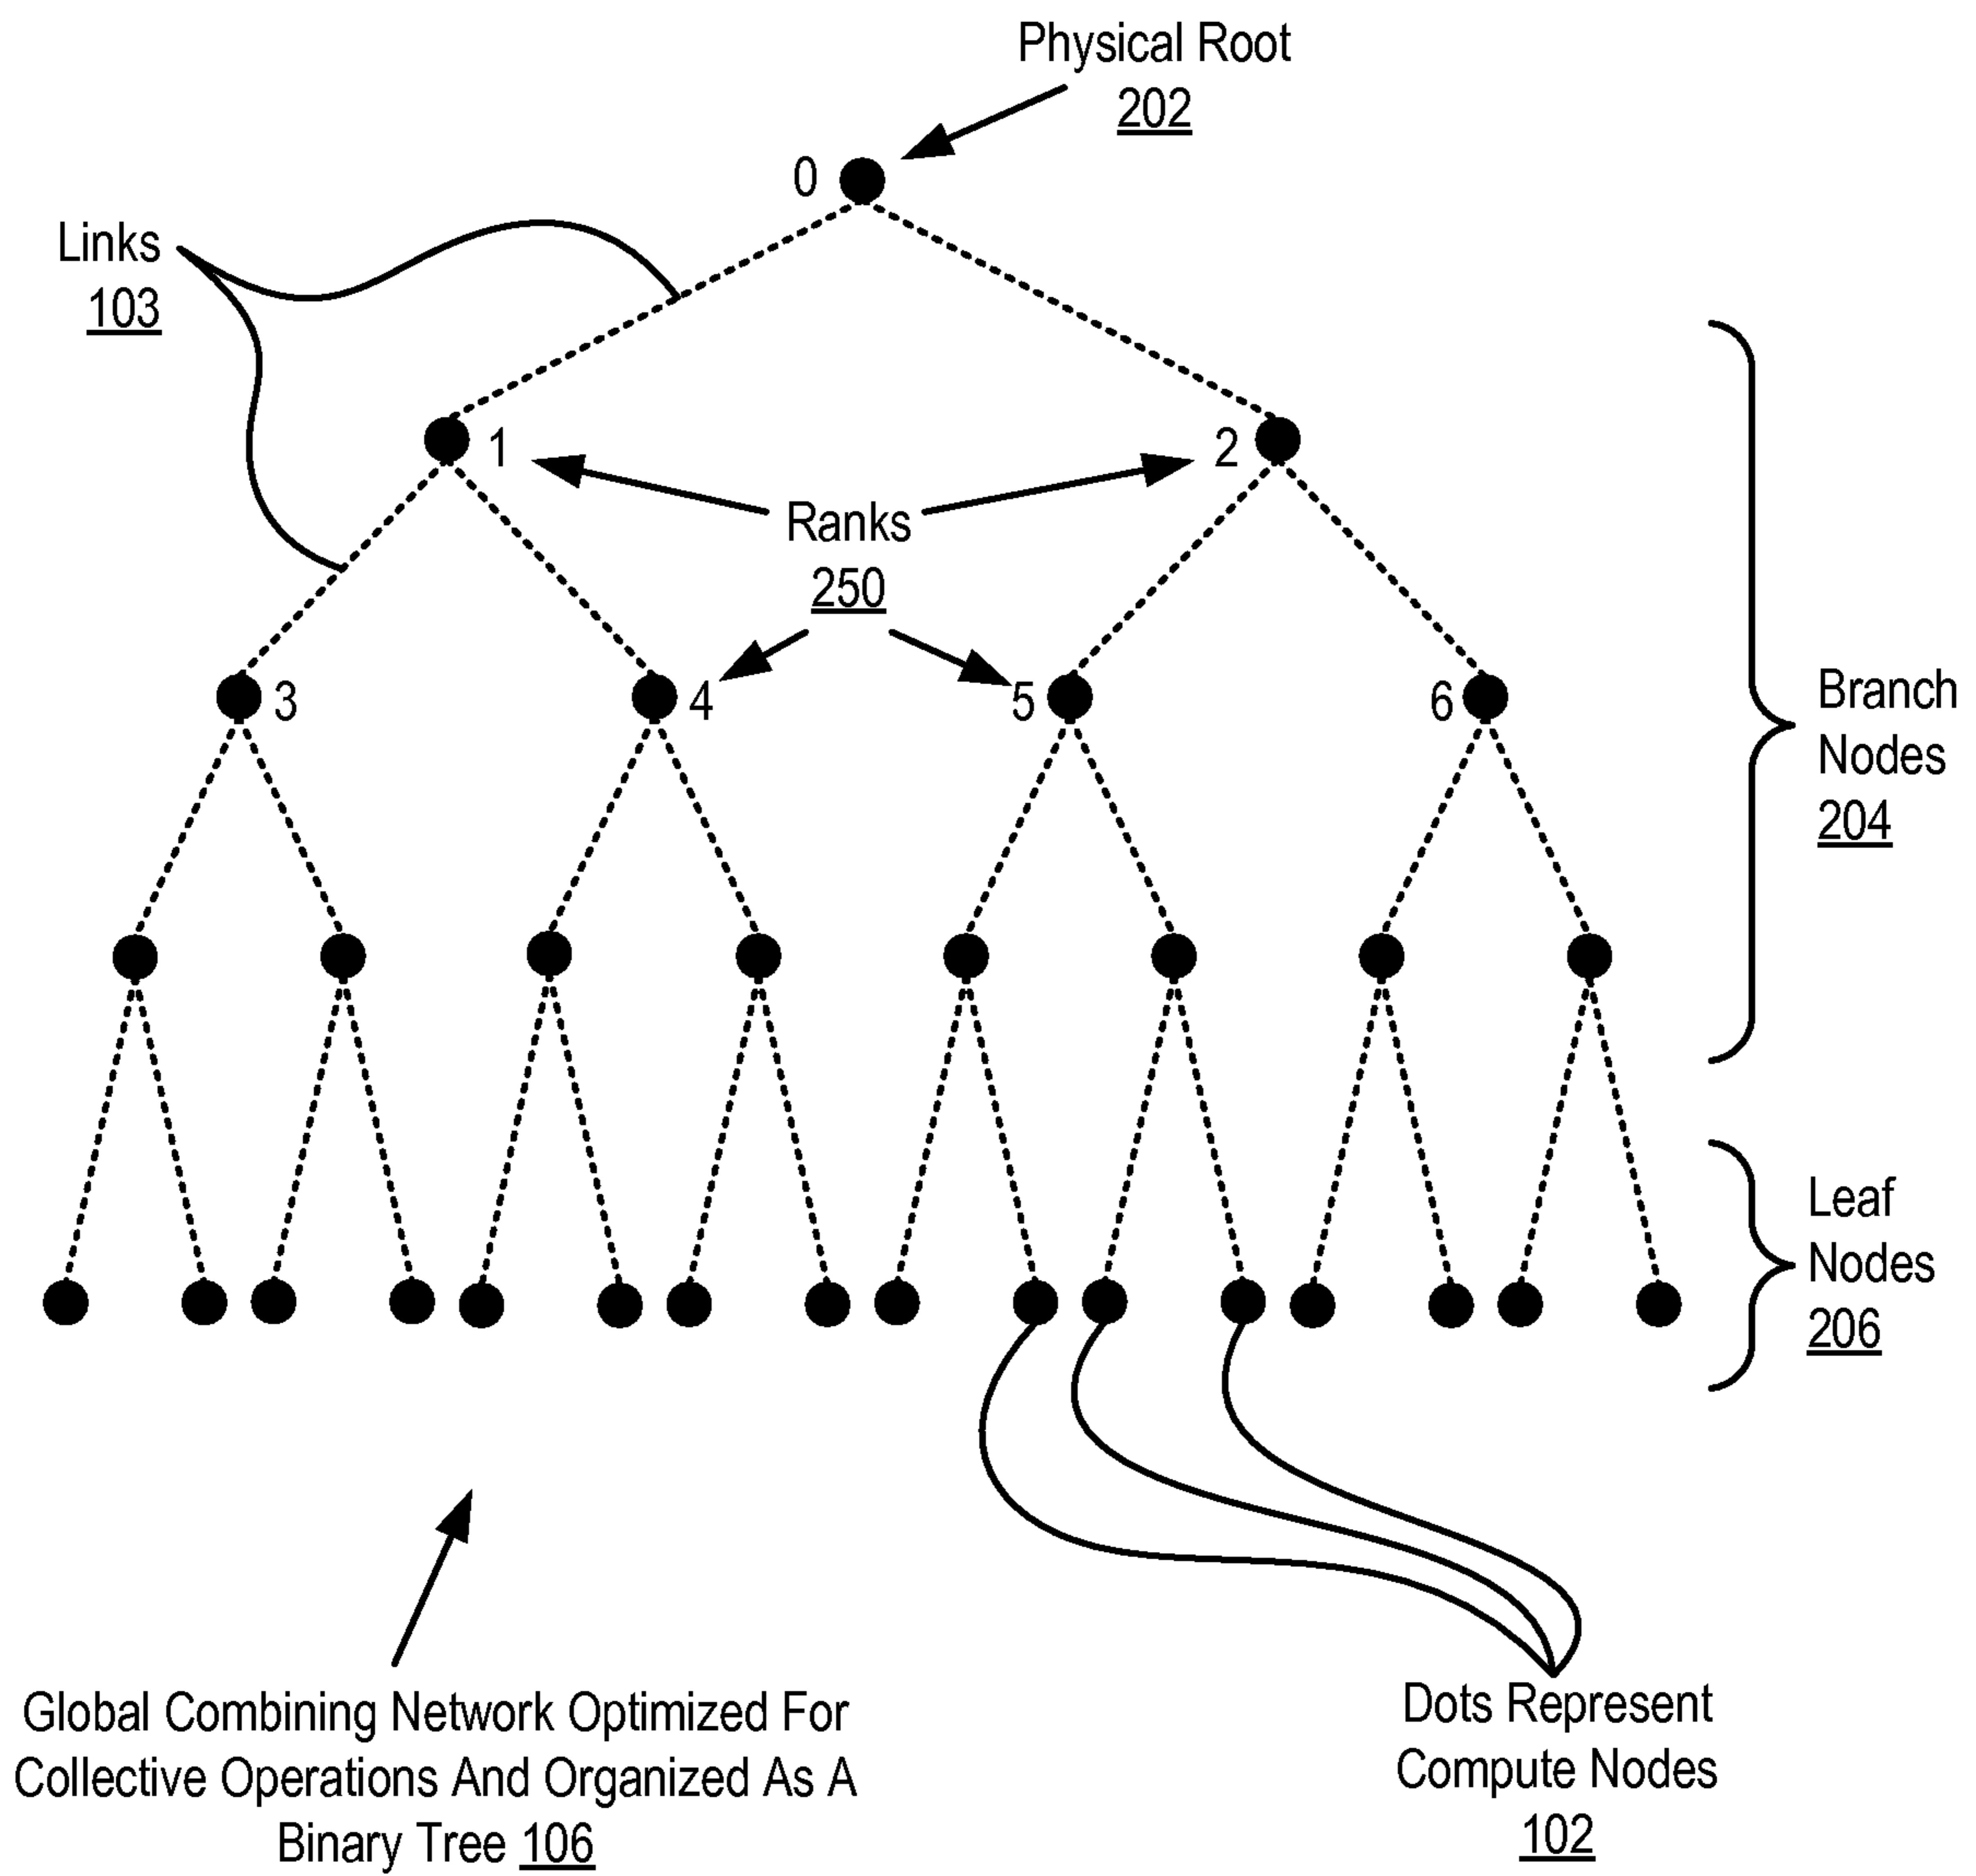 Physical Root
202
0
Links
103
1
2
Ranks
250
3
4
5
6
Branch
Nodes
204
Leaf
Nodes
206
Global Combining Network Optimized For
Collective Operations And Organized As A
Binary Tree 106
Dots Represent
Compute Nodes
102